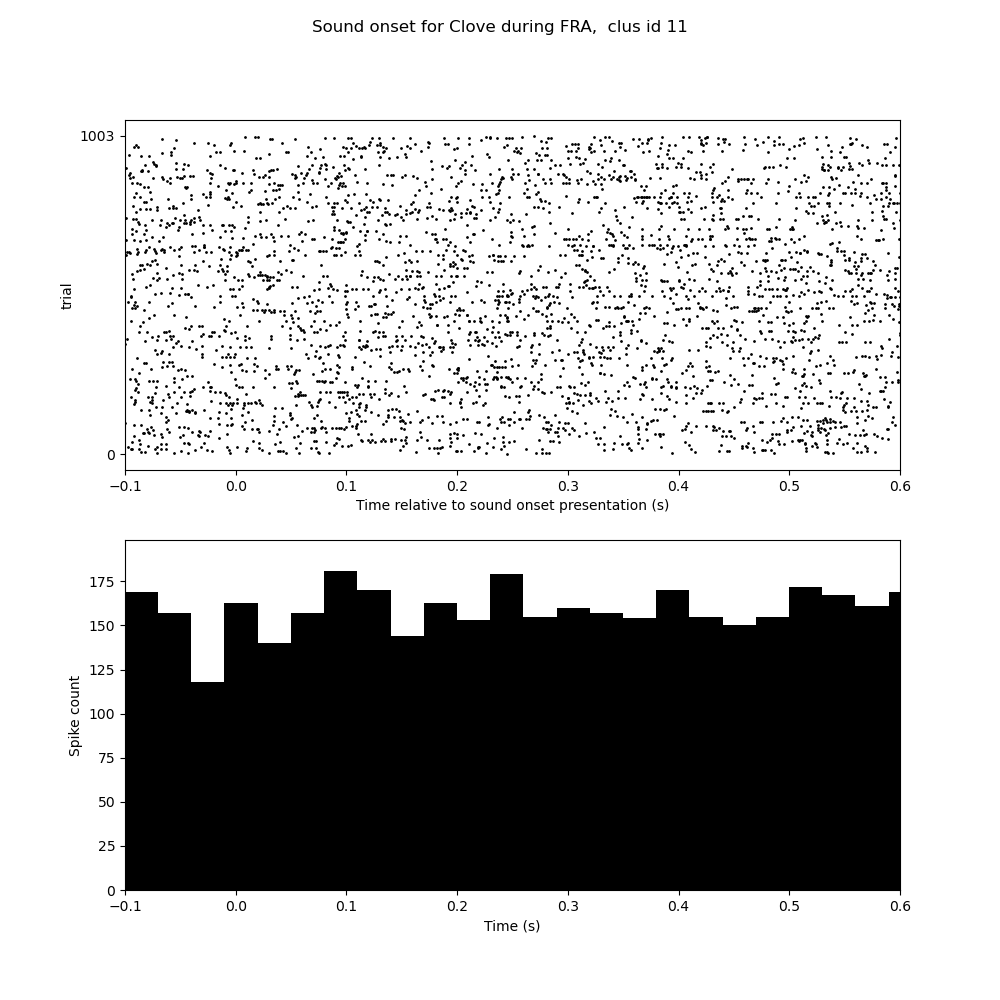 Sound onset for Clove during FRA,  clus id 11
1003
trial
0
−0.1 0.0 0.1 0.2 0.3 0.4 0.5 0.6
Time relative to sound onset presentation (s)
175
150
125
100
Spike count
75
50
25
0
−0.1 0.0 0.1 0.2 0.3 0.4 0.5 0.6
Time (s)